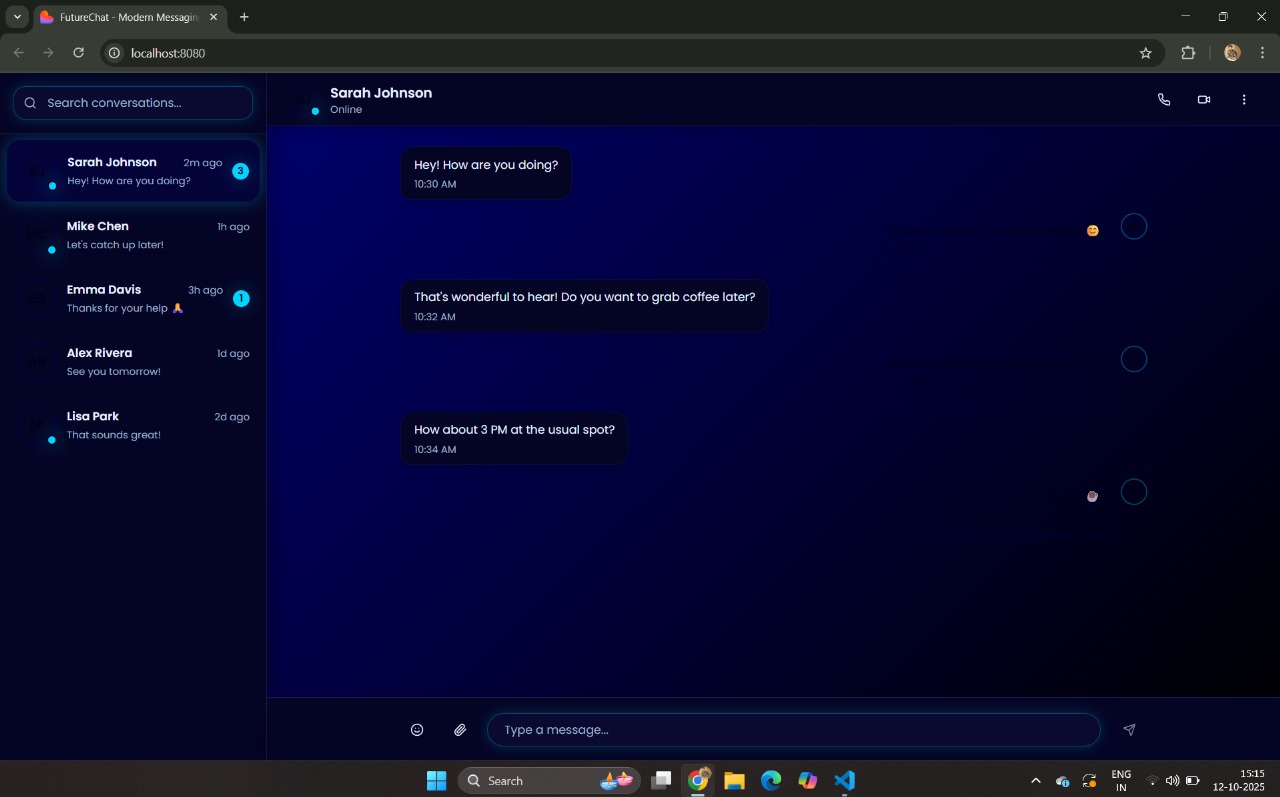 FutureChat - Modern Messagin
localhost:8080
Search conversations...
Sarah Johnson
2m ago
Hey! How are you doing?
3
Mike Chen
1h ago
Let's catch up later!
Emma Davis
3h ago
Thanks for your help 🙏
1
Alex Rivera
1d ago
See you tomorrow!
Lisa Park
2d ago
That sounds great!
Sarah Johnson
Online
Hey! How are you doing?
10:30 AM
😊
That's wonderful to hear! Do you want to grab coffee later?
10:32 AM
How about 3 PM at the usual spot?
10:34 AM
Type a message...
Search
ENG
IN
15:15
12-10-2025